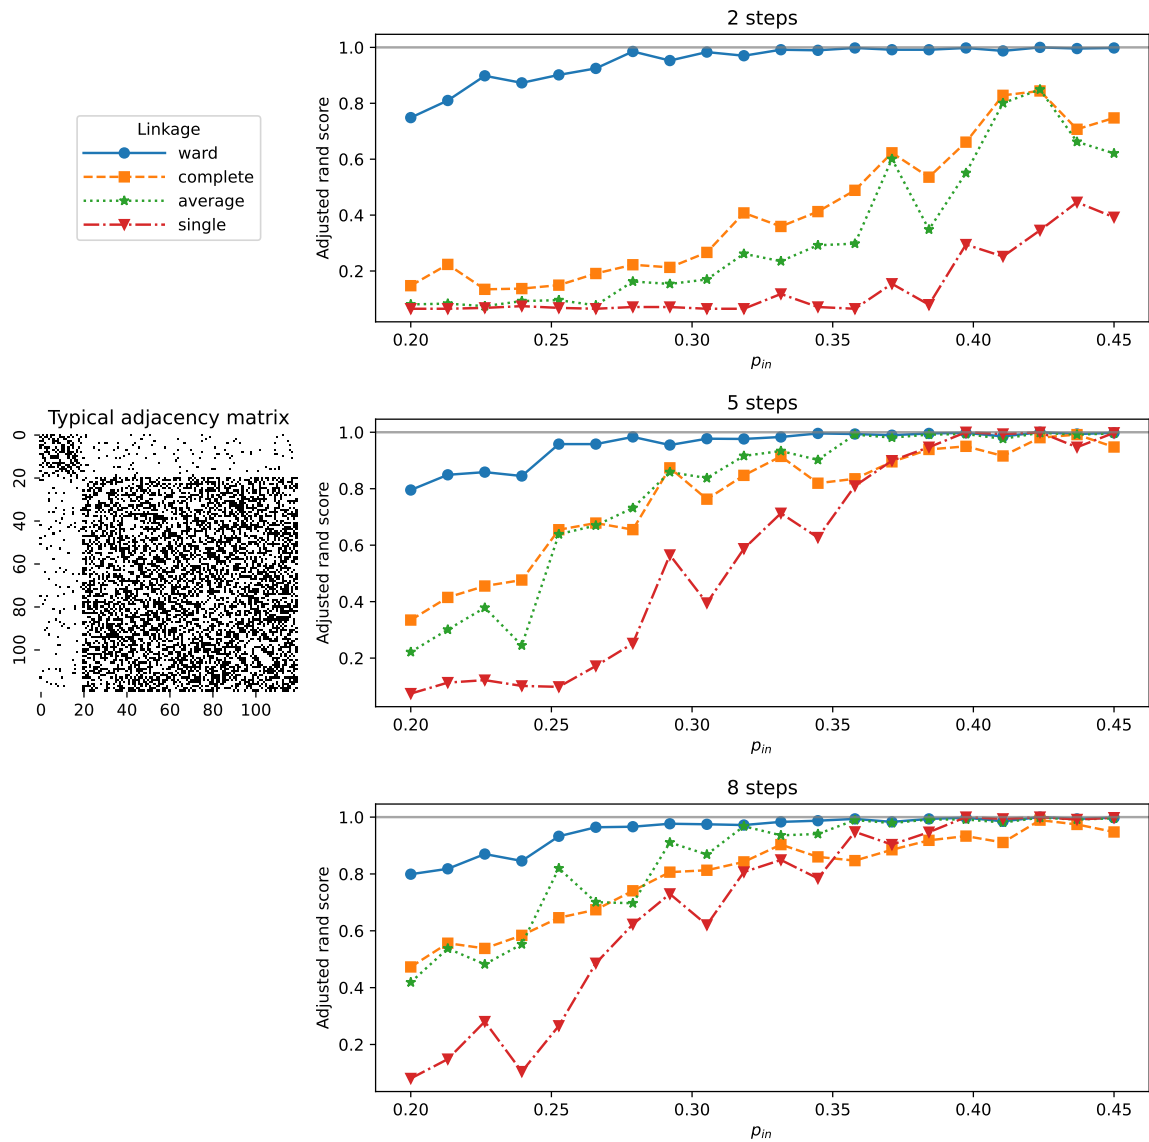 2 steps
Linkage
ward
complete
average
single
Adjusted rand score
1.0
0.8
0.6
0.4
0.2
0.20 0.25 0.30 0.35 0.40 0.45
p_in
Typical adjacency matrix
0
20
40
60
80
100
0 20 40 60 80 100
5 steps
Adjusted rand score
1.0
0.8
0.6
0.4
0.2
0.20 0.25 0.30 0.35 0.40 0.45
p_in
8 steps
Adjusted rand score
1.0
0.8
0.6
0.4
0.2
0.20 0.25 0.30 0.35 0.40 0.45
p_in